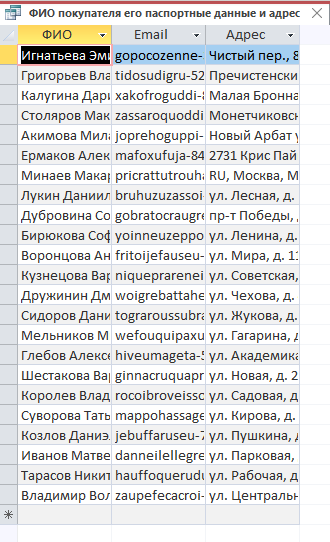 ФИО покупателя его паспортные данные и адрес
ФИО Email Адрес
Игнатьева Эми gopocozenne- Чистый пер., 8
Григорьев Вла tidosudigru-52 Пречистенски
Калугина Дари xakofroguddi-8 Малая Бронна
Столяров Мак zassaroquoddi Монетчиковск
Акимова Мила joprehoguppi- Новый Арбат у
Ермаков Алек mafoxufuja-84 2731 Крис Пай
Минаев Макар pricrattutrouha RU, Москва, М
Лукин Даниил bruhuzuzassoi- ул. Лесная, д.
Дубровина Со gobratocraugre пр-т Победы, д
Бирюкова Соф yoinneuzeppo ул. Ленина, д.
Воронцова Ан fritoijefauseu- ул. Мира, д. 11
Кузнецова Вар niqueprarenei ул. Советская,
Дружинин Дм woigrebattahe ул. Чехова, д.
Сидоров Дани tograroussubra ул. Жукова, д.
Мельников М wefouquipaxu ул. Гагарина, д
Глебов Алексе hiveumageta-5 ул. Академика
Шестакова Вар ginnacruquapr ул. Новая, д. 2
Королев Влад rocoibroveisso ул. Садовая, д
Суворова Тать mappohassage ул. Кирова, д.
Козлов Даниэл jebuffaruseu-7 ул. Пушкина, д
Иванов Матве danneilellegre ул. Парковая,
Тарасов Никит hauffoquerudu ул. Рабочая, д
Владимир Вол zaupefecacroi- ул. Центральн